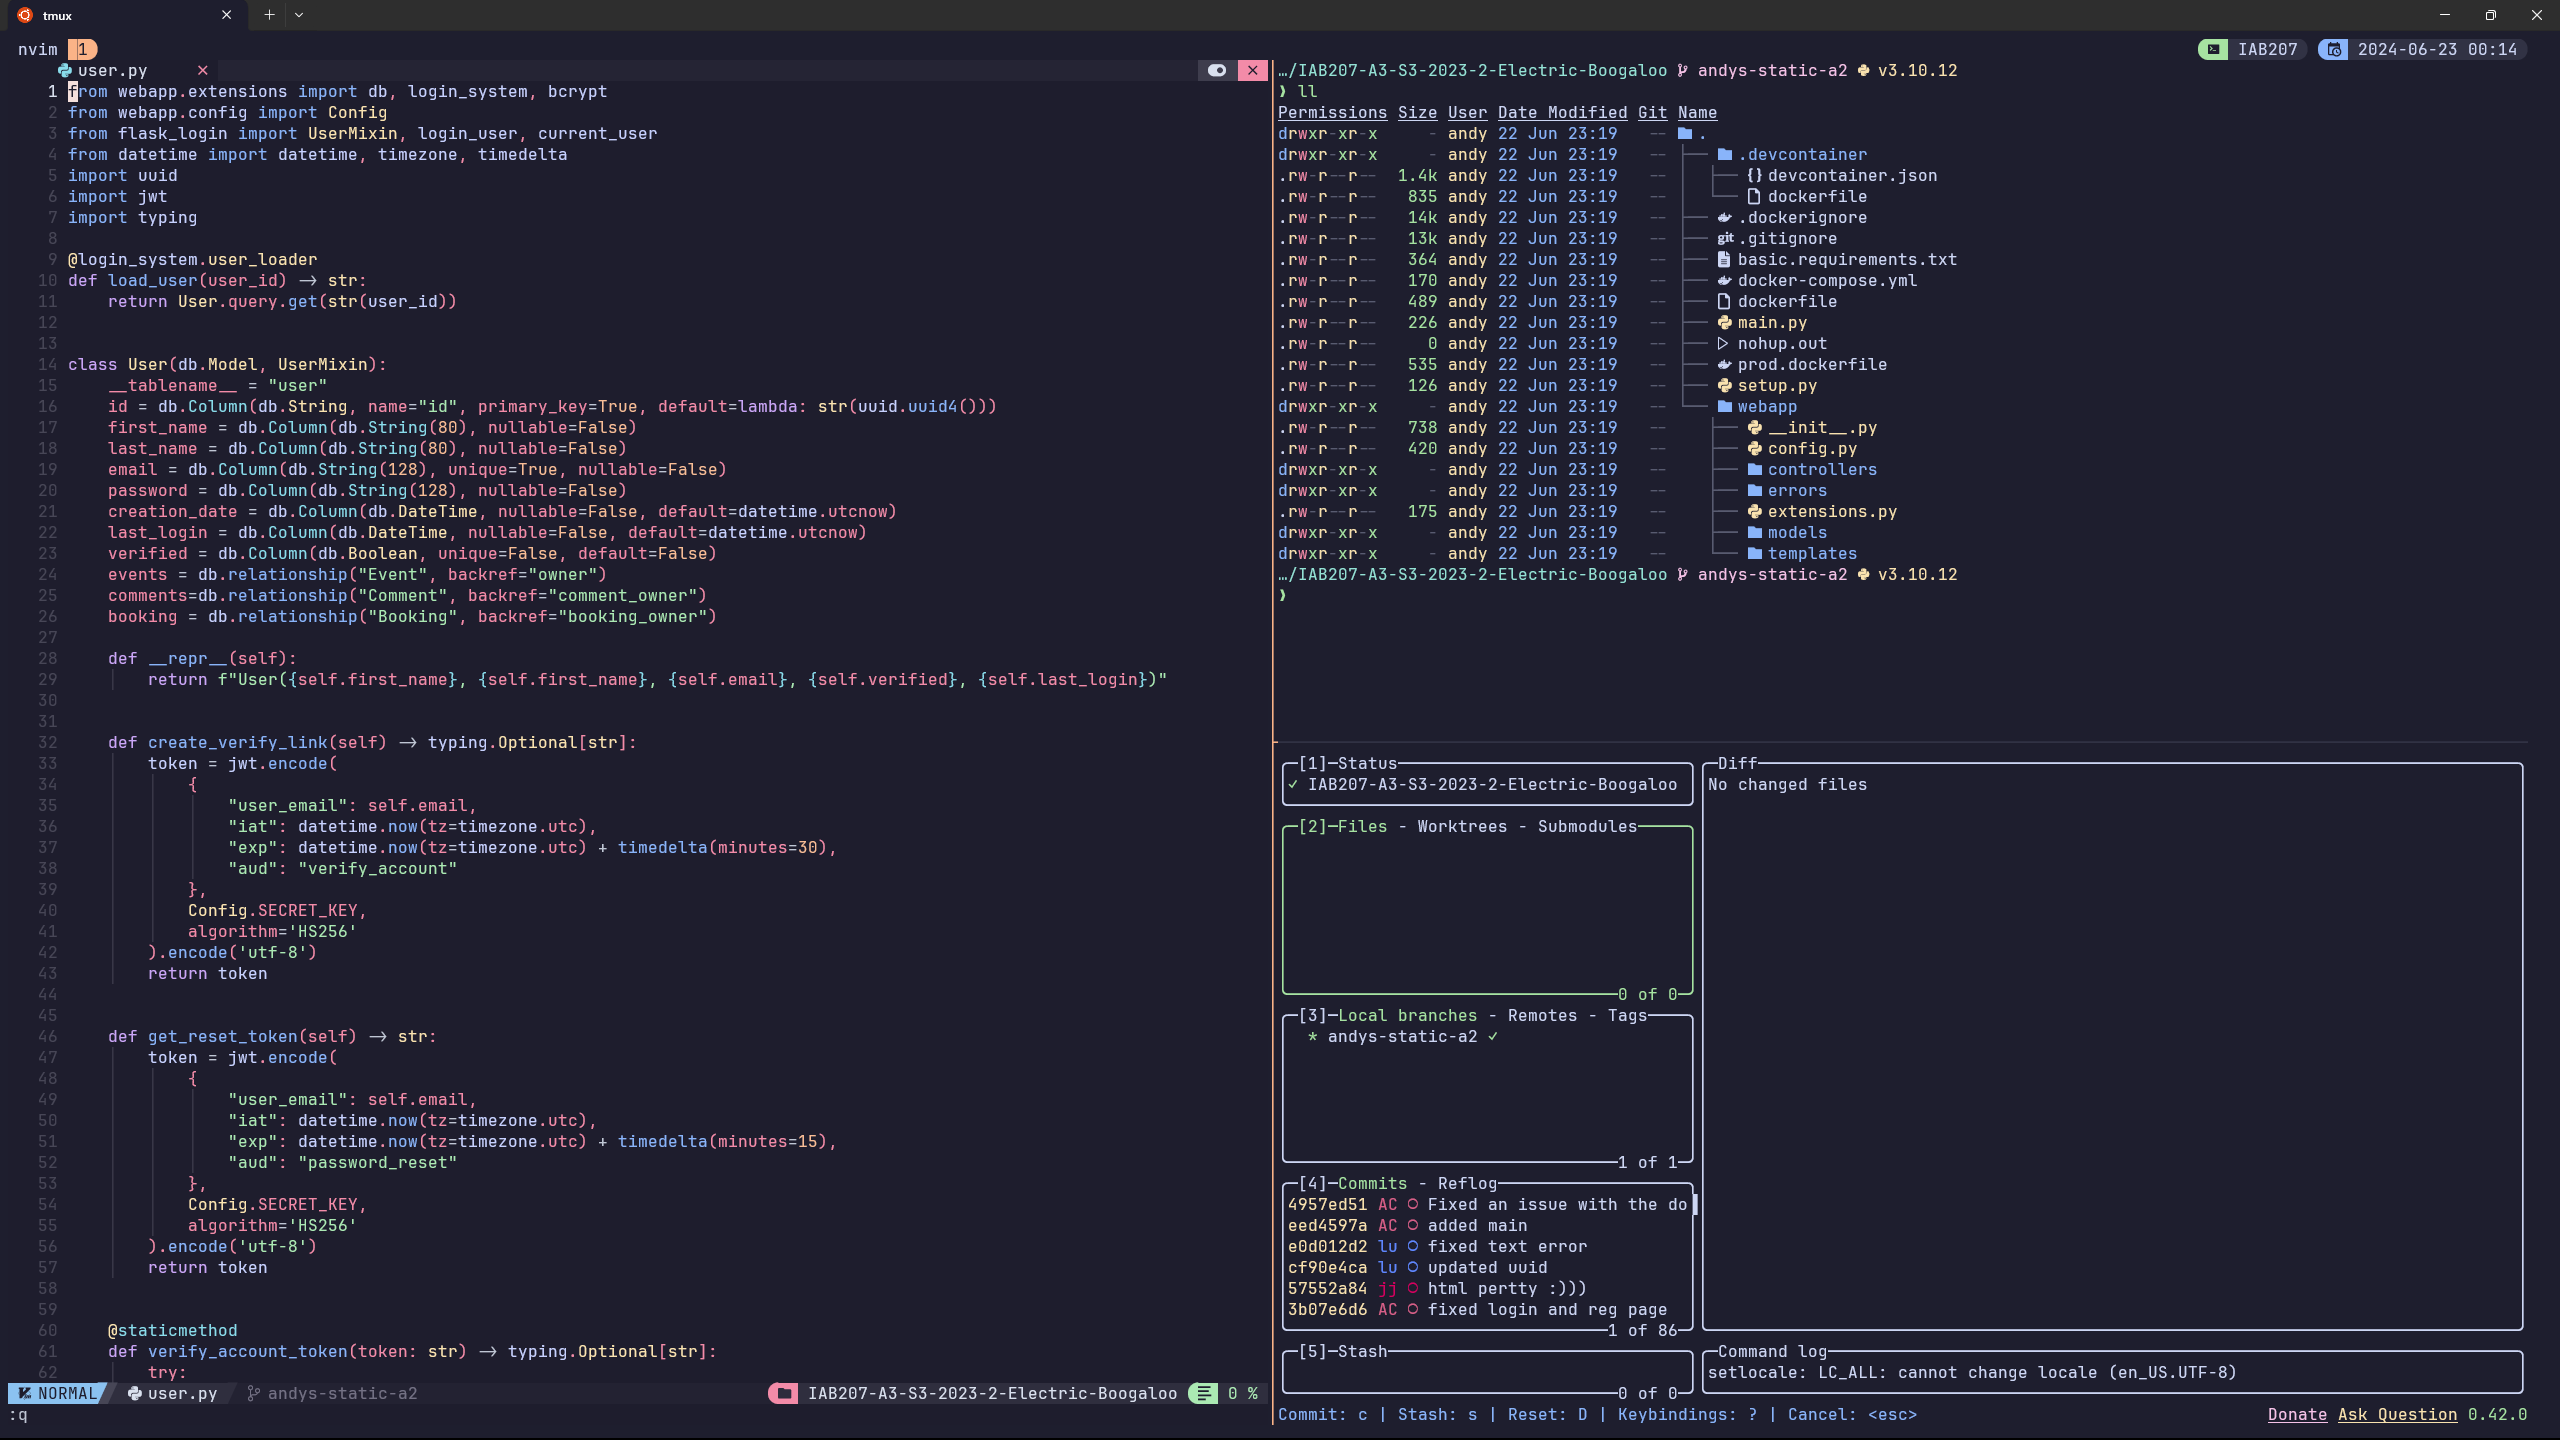 tmux
nvim 1
IAB207 2024-06-23 00:14
user.py
1 from webapp.extensions import db, login_system, bcrypt
2 from webapp.config import Config
3 from flask_login import UserMixin, login_user, current_user
4 from datetime import datetime, timezone, timedelta
5 import uuid
6 import jwt
7 import typing
8
9 @login_system.user_loader
10 def load_user(user_id) -> str:
11     return User.query.get(str(user_id))
12
13
14 class User(db.Model, UserMixin):
15     __tablename__ = "user"
16     id = db.Column(db.String, name="id", primary_key=True, default=lambda: str(uuid.uuid4()))
17     first_name = db.Column(db.String(80), nullable=False)
18     last_name = db.Column(db.String(80), nullable=False)
19     email = db.Column(db.String(128), unique=True, nullable=False)
20     password = db.Column(db.String(128), nullable=False)
21     creation_date = db.Column(db.DateTime, nullable=False, default=datetime.utcnow)
22     last_login = db.Column(db.DateTime, nullable=False, default=datetime.utcnow)
23     verified = db.Column(db.Boolean, unique=False, default=False)
24     events = db.relationship("Event", backref="owner")
25     comments=db.relationship("Comment", backref="comment_owner")
26     booking = db.relationship("Booking", backref="booking_owner")
27
28     def __repr__(self):
29         return f"User({self.first_name}, {self.first_name}, {self.email}, {self.verified}, {self.last_login})"
30
31
32     def create_verify_link(self) -> typing.Optional[str]:
33         token = jwt.encode(
34             {
35                 "user_email": self.email,
36                 "iat": datetime.now(tz=timezone.utc),
37                 "exp": datetime.now(tz=timezone.utc) + timedelta(minutes=30),
38                 "aud": "verify_account"
39             },
40             Config.SECRET_KEY,
41             algorithm='HS256'
42         ).encode('utf-8')
43         return token
44
45
46     def get_reset_token(self) -> str:
47         token = jwt.encode(
48             {
49                 "user_email": self.email,
50                 "iat": datetime.now(tz=timezone.utc),
51                 "exp": datetime.now(tz=timezone.utc) + timedelta(minutes=15),
52                 "aud": "password_reset"
53             },
54             Config.SECRET_KEY,
55             algorithm='HS256'
56         ).encode('utf-8')
57         return token
58
59
60     @staticmethod
61     def verify_account_token(token: str) -> typing.Optional[str]:
62         try:
NORMAL user.py andys-static-a2 IAB207-A3-S3-2023-2-Electric-Boogaloo 0 %
:q
…/IAB207-A3-S3-2023-2-Electric-Boogaloo andys-static-a2 v3.10.12
❯ ll
Permissions Size User Date Modified Git Name
drwxr-xr-x - andy 22 Jun 23:19 -- .
drwxr-xr-x - andy 22 Jun 23:19 -- ├── .devcontainer
.rw-r--r-- 1.4k andy 22 Jun 23:19 -- │ ├── devcontainer.json
.rw-r--r-- 835 andy 22 Jun 23:19 -- │ └── dockerfile
.rw-r--r-- 14k andy 22 Jun 23:19 -- ├── .dockerignore
.rw-r--r-- 13k andy 22 Jun 23:19 -- ├── git .gitignore
.rw-r--r-- 364 andy 22 Jun 23:19 -- ├── basic.requirements.txt
.rw-r--r-- 170 andy 22 Jun 23:19 -- ├── docker-compose.yml
.rw-r--r-- 489 andy 22 Jun 23:19 -- ├── dockerfile
.rw-r--r-- 226 andy 22 Jun 23:19 -- ├── main.py
.rw-r--r-- 0 andy 22 Jun 23:19 -- ├── nohup.out
.rw-r--r-- 535 andy 22 Jun 23:19 -- ├── prod.dockerfile
.rw-r--r-- 126 andy 22 Jun 23:19 -- ├── setup.py
drwxr-xr-x - andy 22 Jun 23:19 -- └── webapp
.rw-r--r-- 738 andy 22 Jun 23:19 -- ├── __init__.py
.rw-r--r-- 420 andy 22 Jun 23:19 -- ├── config.py
drwxr-xr-x - andy 22 Jun 23:19 -- ├── controllers
drwxr-xr-x - andy 22 Jun 23:19 -- ├── errors
.rw-r--r-- 175 andy 22 Jun 23:19 -- ├── extensions.py
drwxr-xr-x - andy 22 Jun 23:19 -- ├── models
drwxr-xr-x - andy 22 Jun 23:19 -- └── templates
…/IAB207-A3-S3-2023-2-Electric-Boogaloo andys-static-a2 v3.10.12
❯
[1]─Status
✓ IAB207-A3-S3-2023-2-Electric-Boogaloo
[2]─Files - Worktrees - Submodules
0 of 0
[3]─Local branches - Remotes - Tags
* andys-static-a2 ✓
1 of 1
[4]─Commits - Reflog
4957ed51 AC Fixed an issue with the do
eed4597a AC added main
e0d012d2 lu fixed text error
cf90e4ca lu updated uuid
57552a84 jj html pertty :)))
3b07e6d6 AC fixed login and reg page
1 of 86
[5]─Stash
0 of 0
Diff
No changed files
Command log
setlocale: LC_ALL: cannot change locale (en_US.UTF-8)
Commit: c | Stash: s | Reset: D | Keybindings: ? | Cancel: <esc>
Donate Ask Question 0.42.0